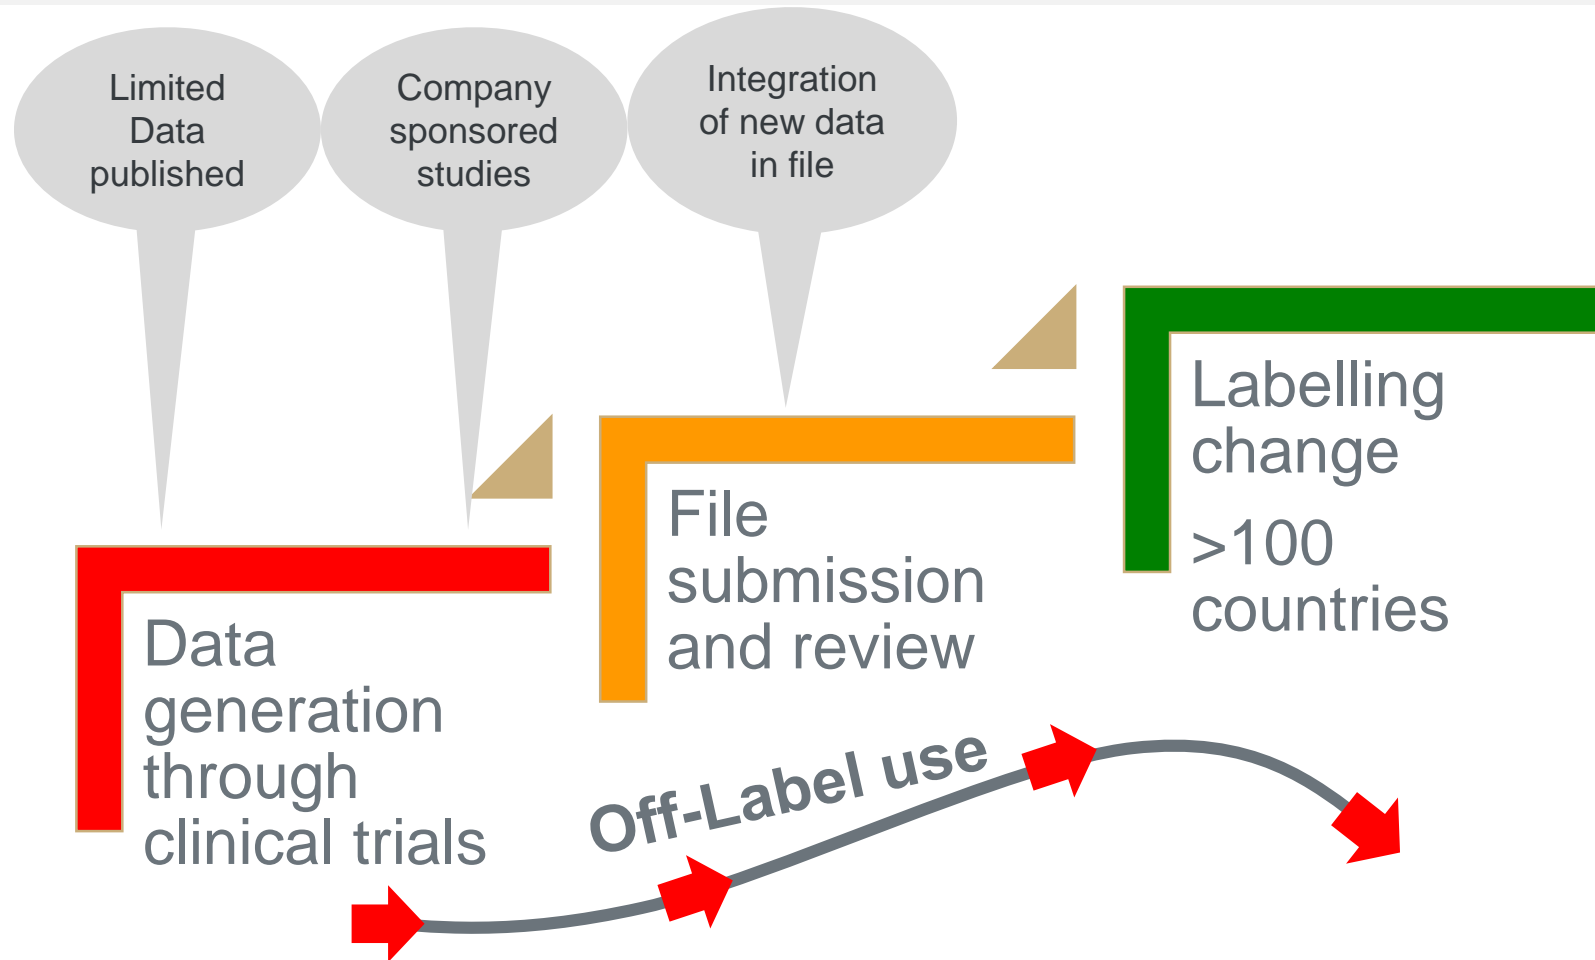 Limited
Data
published
Company
sponsored
studies
Integration
of new data
in file
Data
generation
through
clinical trials
File
submission
and review
Labelling
change
>100
countries
Off-Label use